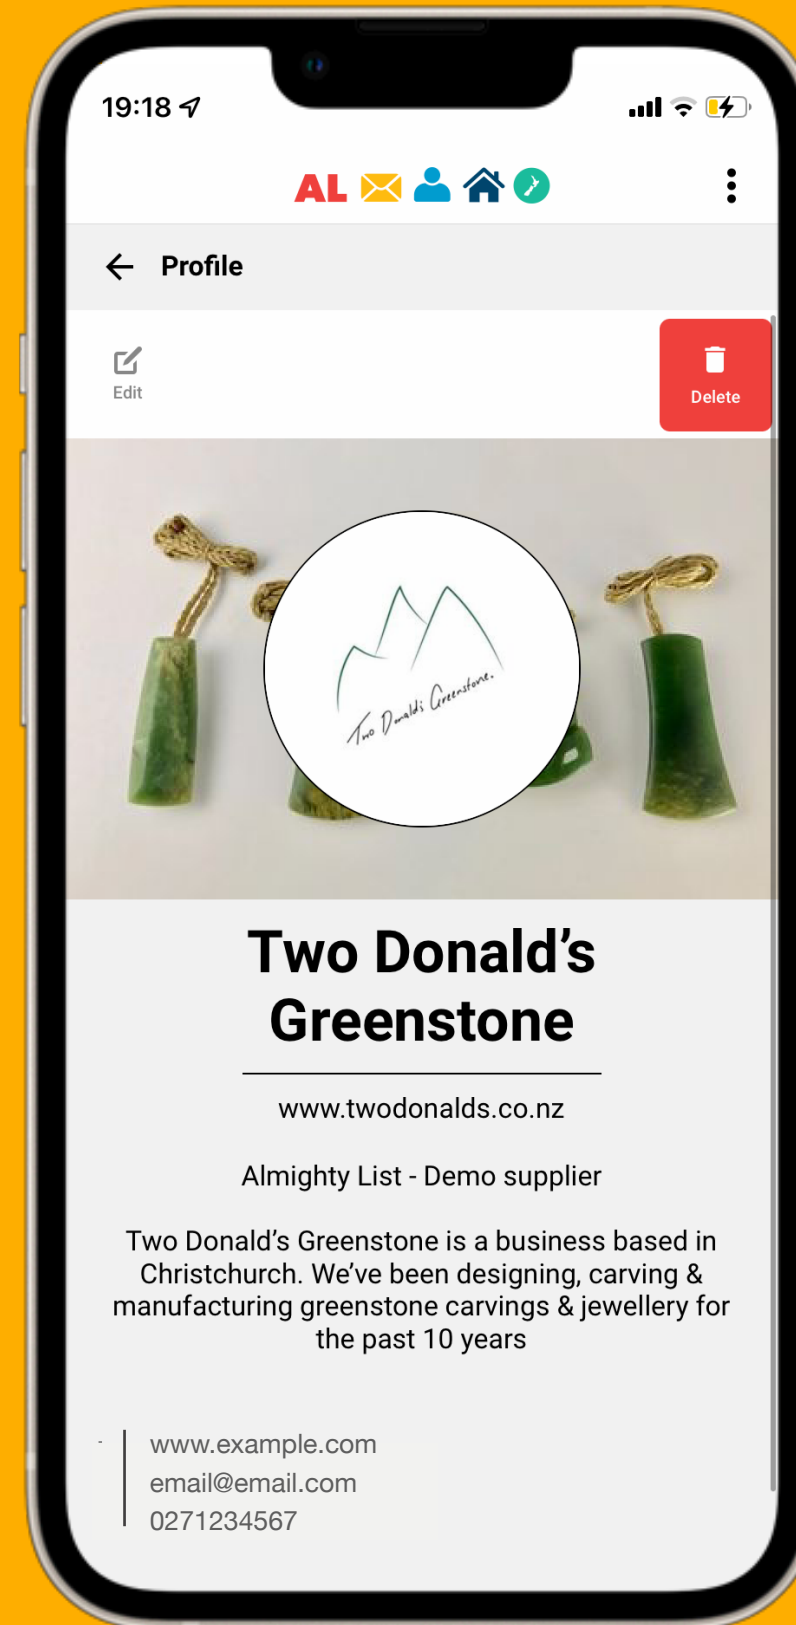 19:18
AL
Profile
Edit
Delete
Two Donald's Greenstone.
Two Donald’s
Greenstone
www.twodonalds.co.nz
Almighty List - Demo supplier
Two Donald’s Greenstone is a business based in
Christchurch. We’ve been designing, carving &
manufacturing greenstone carvings & jewellery for
the past 10 years
-
www.example.com
email@email.com
0271234567